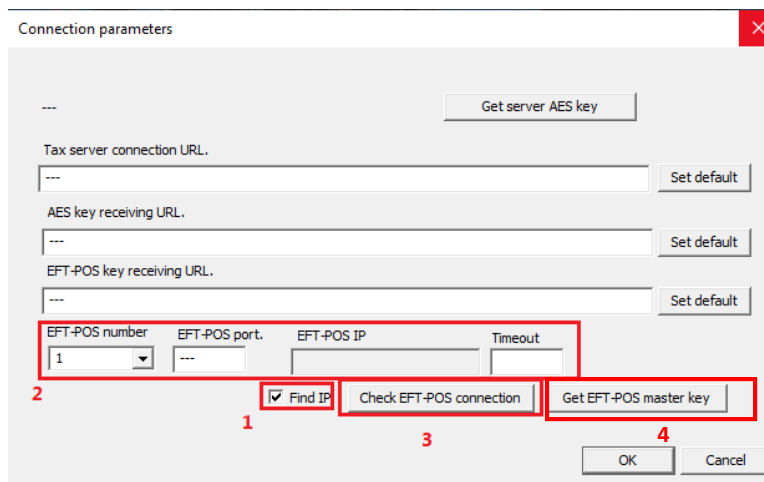 Connection parameters
---
Get server AES key
Tax server connection URL.
---
Set default
AES key receiving URL.
---
Set default
EFT-POS key receiving URL.
---
Set default
EFT-POS number EFT-POS port. EFT-POS IP Timeout
1 ---
2
Find IP Check EFT-POS connection Get EFT-POS master key
1 3 4
OK Cancel